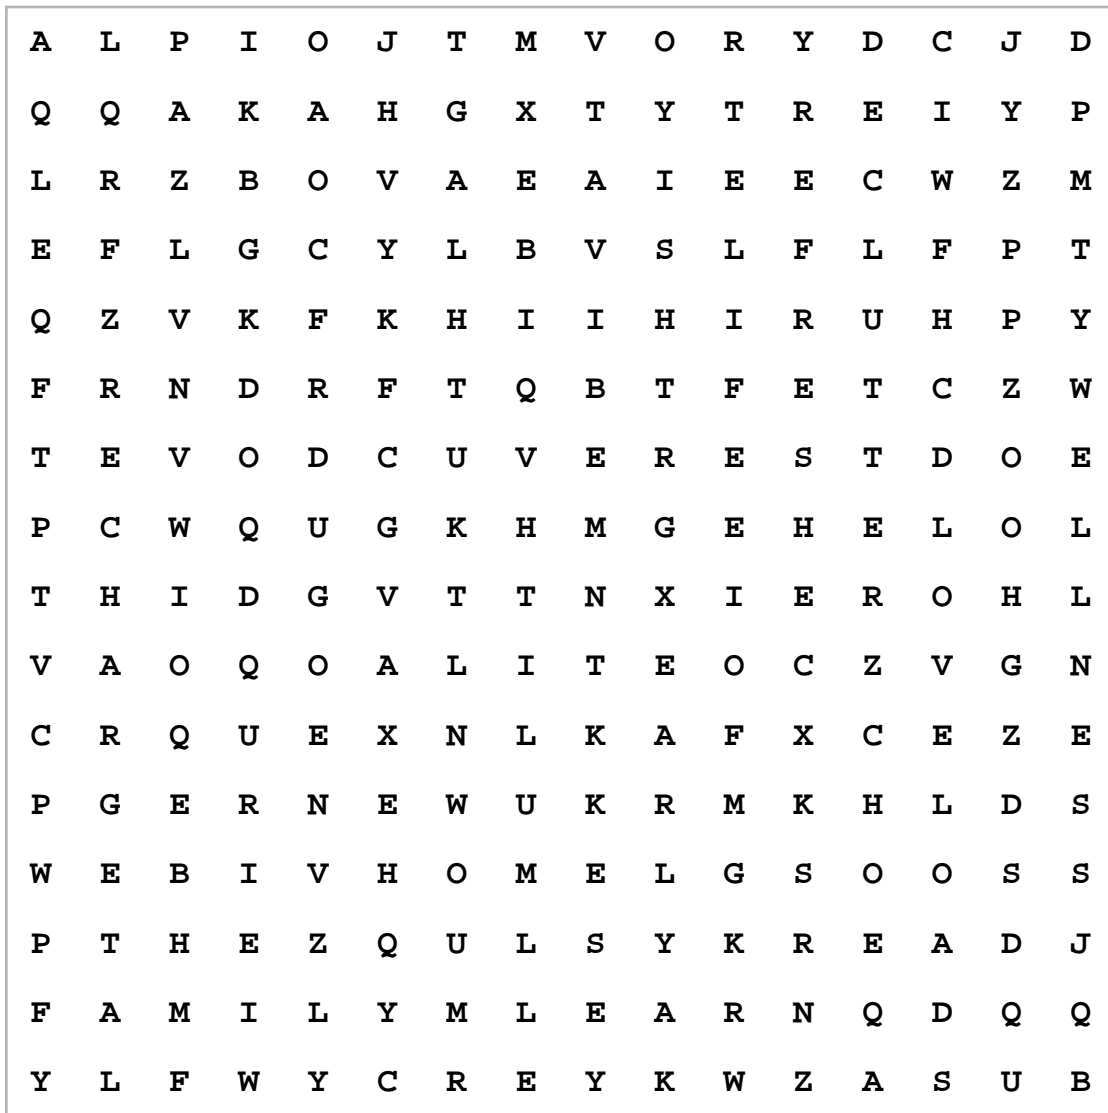 A L P I O J T M V O R Y D C J D
Q Q A K A H G X T Y T R E I Y P
L R Z B O V A E A I E E C W Z M
E F L G C Y L B V S L F L F P T
Q Z V K F K H I I H I R U H P Y
F R N D R F T Q B T F E T C Z W
T E V O D C U V E R E S T D O E
P C W Q U G K H M G E H E L O L
T H I D G V T T N X I E R O H L
V A O Q O A L I T E O C Z V G N
C R Q U E X N L K A F X C E Z E
P G E R N E W U K R M K H L D S
W E B I V H O M E L G S O O S S
P T H E Z Q U L S Y K R E A D J
F A M I L Y M L E A R N Q D Q Q
Y L F W Y C R E Y K W Z A S U B